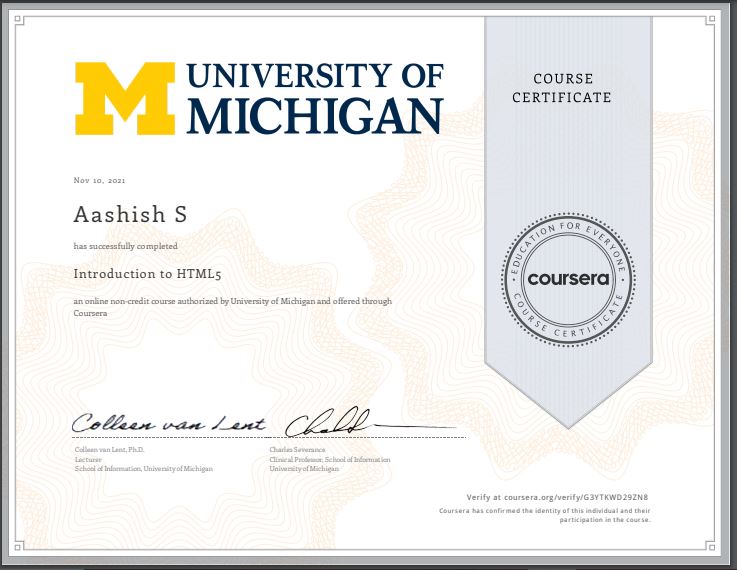 UNIVERSITY OF
MICHIGAN
COURSE
CERTIFICATE
Nov 10, 2021
Aashish S
has successfully completed
Introduction to HTML5
an online non-credit course authorized by University of Michigan and offered through
Coursera
EDUCATION FOR EVERYONE
coursera
COURSE CERTIFICATE
Colleen van Lent
Colleen van Lent, Ph.D.
Lecturer
School of Information, University of Michigan
Charles Severance
Clinical Professor, School of Information
University of Michigan
Verify at coursera.org/verify/G3YTKWD29ZN8
Coursera has confirmed the identity of this individual and their
participation in the course.